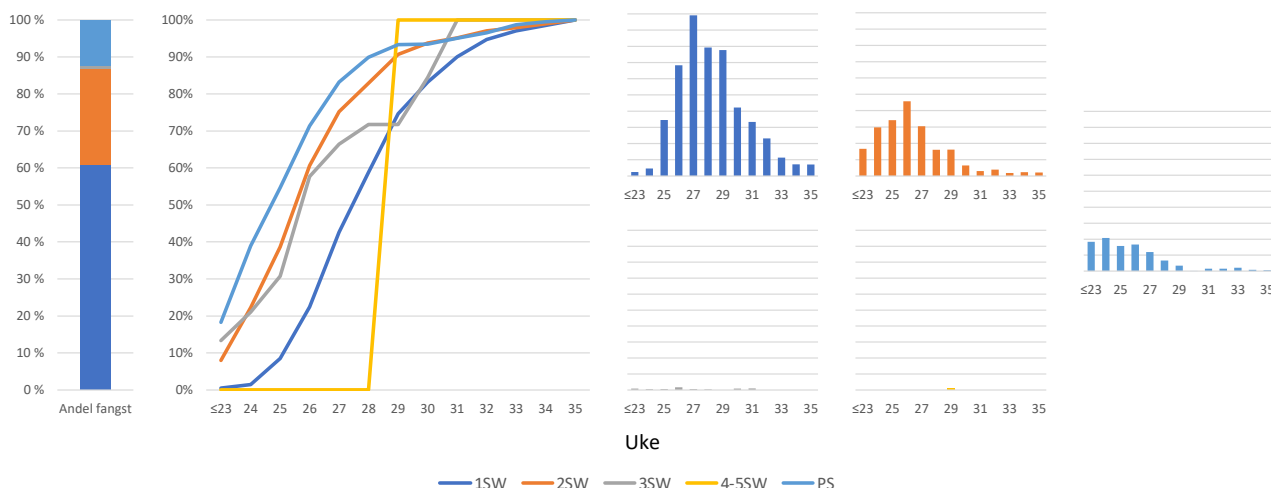 100 %
90 %
80 %
70 %
60 %
50 %
40 %
30 %
20 %
10 %
0 %
Andel fangst
100%
90%
80%
70%
60%
50%
40%
30%
20%
10%
0%
≤23 24 25 26 27 28 29 30 31 32 33 34 35
≤23 25 27 29 31 33 35
≤23 25 27 29 31 33 35
≤23 25 27 29 31 33 35
≤23 25 27 29 31 33 35
≤23 25 27 29 31 33 35
Uke
1SW 2SW 3SW 4-5SW PS